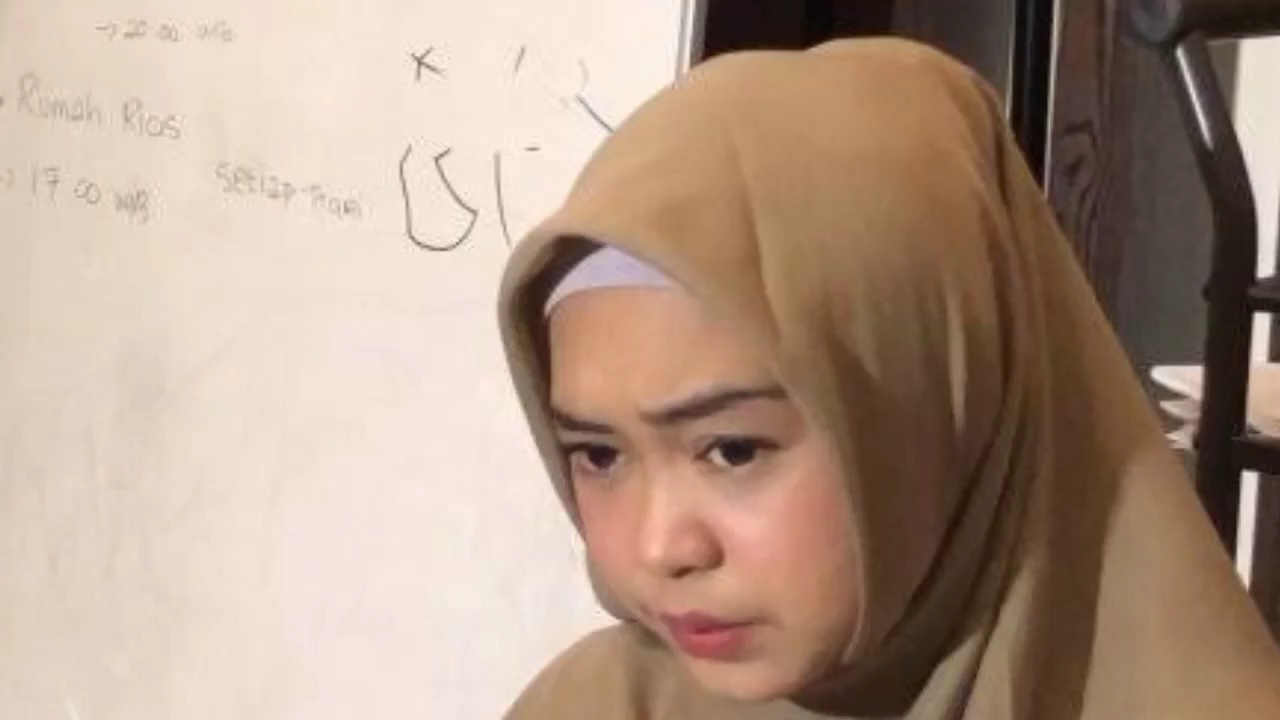 → 20 00 WIB
Rumah Rios
→ 17 00 WIB setiap hari
K